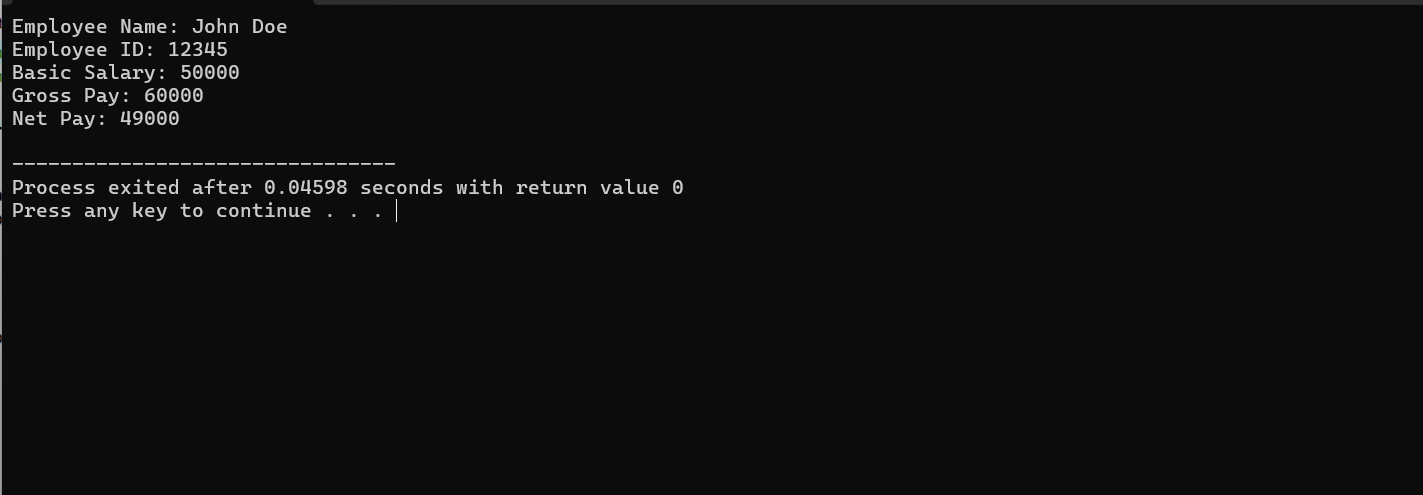 Employee Name: John Doe
Employee ID: 12345
Basic Salary: 50000
Gross Pay: 60000
Net Pay: 49000
--------------------------------
Process exited after 0.04598 seconds with return value 0
Press any key to continue . . .